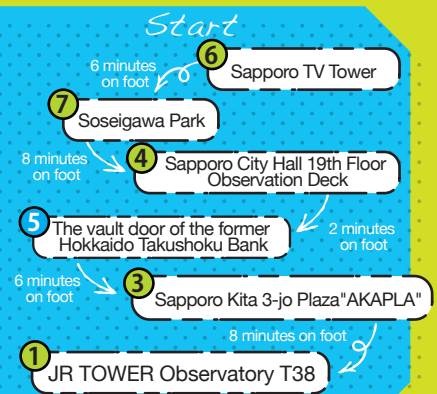 Start
6
Sapporo TV Tower
6 minutes
on foot
7
Soseigawa Park
8 minutes
on foot
4
Sapporo City Hall 19th Floor
Observation Deck
2 minutes
on foot
5
The vault door of the former
Hokkaido Takushoku Bank
6 minutes
on foot
3
Sapporo Kita 3-jo Plaza"AKAPLA"
8 minutes on foot
1
JR TOWER Observatory T38